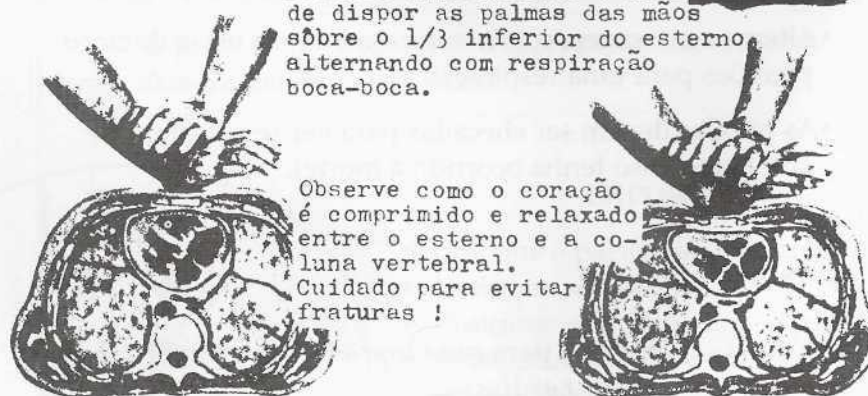 de dispor as palmas das mãos
sôbre o l/3 inferior do esterno,
alternando com respiração
boca-boca.
Observe como o coração
é comprimido e relaxado
entre o esterno e a co-
luna vertebral.
Cuidado para evitar
fraturas !